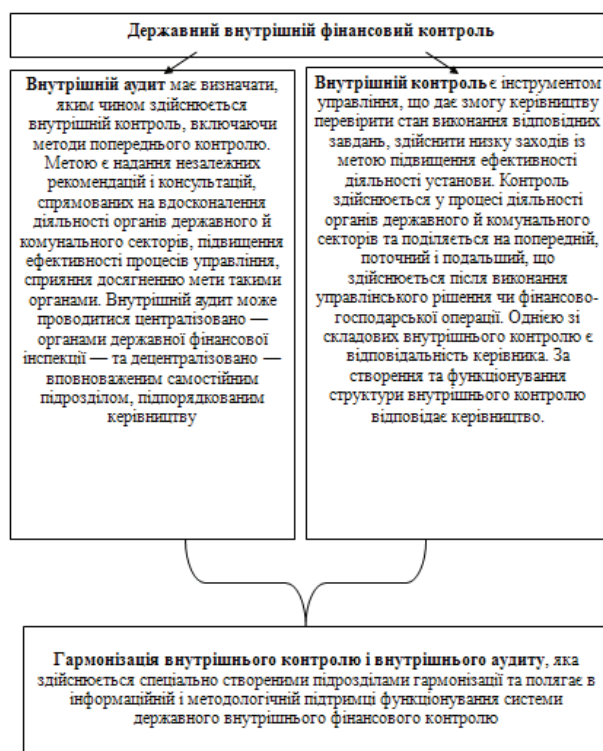 Державний внутрішній фінансовий контроль
Внутрішній аудит має визначати,
яким чином здійснюється
внутрішній контроль, включаючи
методи попереднього контролю.
Метою є надання незалежних
рекомендацій і консультацій,
спрямованих на вдосконалення
діяльності органів державного й
комунального секторів, підвищення
ефективності процесів управління,
сприяння досягненню мети такими
органами. Внутрішній аудит може
проводитися централізовано —
органами державної фінансової
інспекції — та децентралізовано —
вповноваженим самостійним
підрозділом, підпорядкованим
керівництву
Внутрішній контроль є інструментом
управління, що дає змогу керівництву
перевірити стан виконання відповідних
завдань, здійснити низку заходів із
метою підвищення ефективності
діяльності установи. Контроль
здійснюється у процесі діяльності
органів державного й комунального
секторів та поділяється на попередній,
поточний і подальший, що
здійснюється після виконання
управлінського рішення чи фінансово-
господарської операції. Однією зі
складових внутрішнього контролю є
відповідальність керівника. За
створення та функціонування
структури внутрішнього контролю
відповідає керівництво.
Гармонізація внутрішнього контролю і внутрішнього аудиту, яка
здійснюється спеціально створеними підрозділами гармонізації та полягає в
інформаційній і методологічній підтримці функціонування системи
державного внутрішнього фінансового контролю